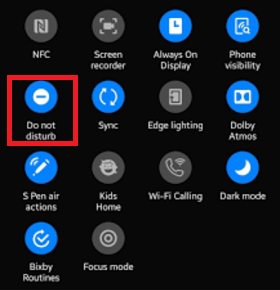 NFC
Screen
recorder
Always On
Display
Phone
visibility
Do not
disturb
Sync
Edge lighting
Dolby
Atmos
S Pen air
actions
Kids
Home
Wi-Fi Calling
Dark mode
Bixby
Routines
Focus mode